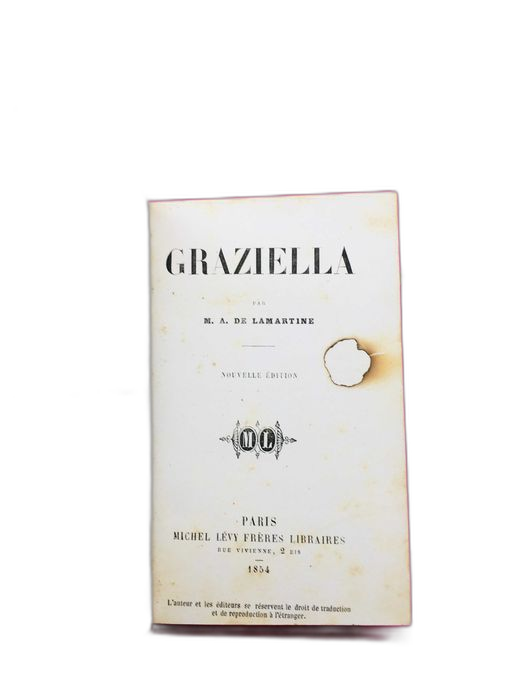 GRAZIELLA
PAR
M. A. DE LAMARTINE
NOUVELLE ÉDITION
ML
PARIS
MICHEL LÉVY FRÈRES LIBRAIRES
RUE VIVIENNE, 2 BIS
1854
L'auteur et les éditeurs se réservent le droit de traduction
et de reproduction à l'étranger.